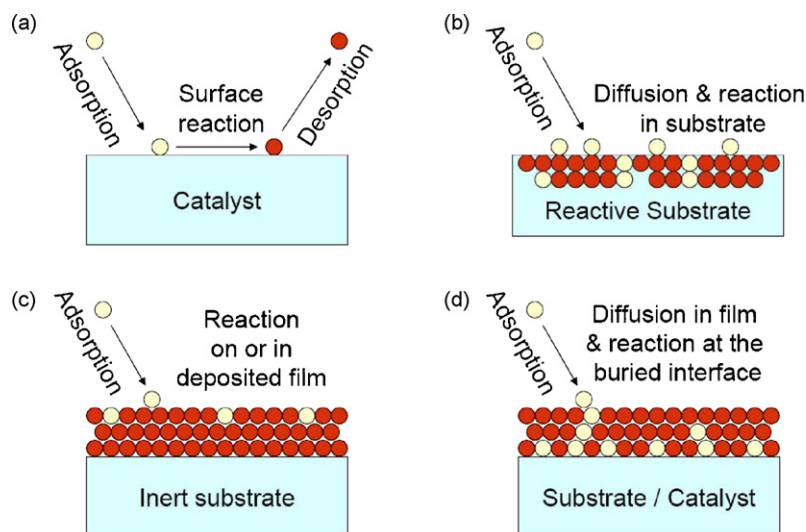 (a)
Adsorption
Surface
reaction
Desorption
Catalyst
(b)
Adsorption
Diffusion & reaction
in substrate
Reactive Substrate
(c)
Adsorption
Reaction
on or in
deposited film
Inert substrate
(d)
Adsorption
Diffusion in film
& reaction at the
buried interface
Substrate / Catalyst